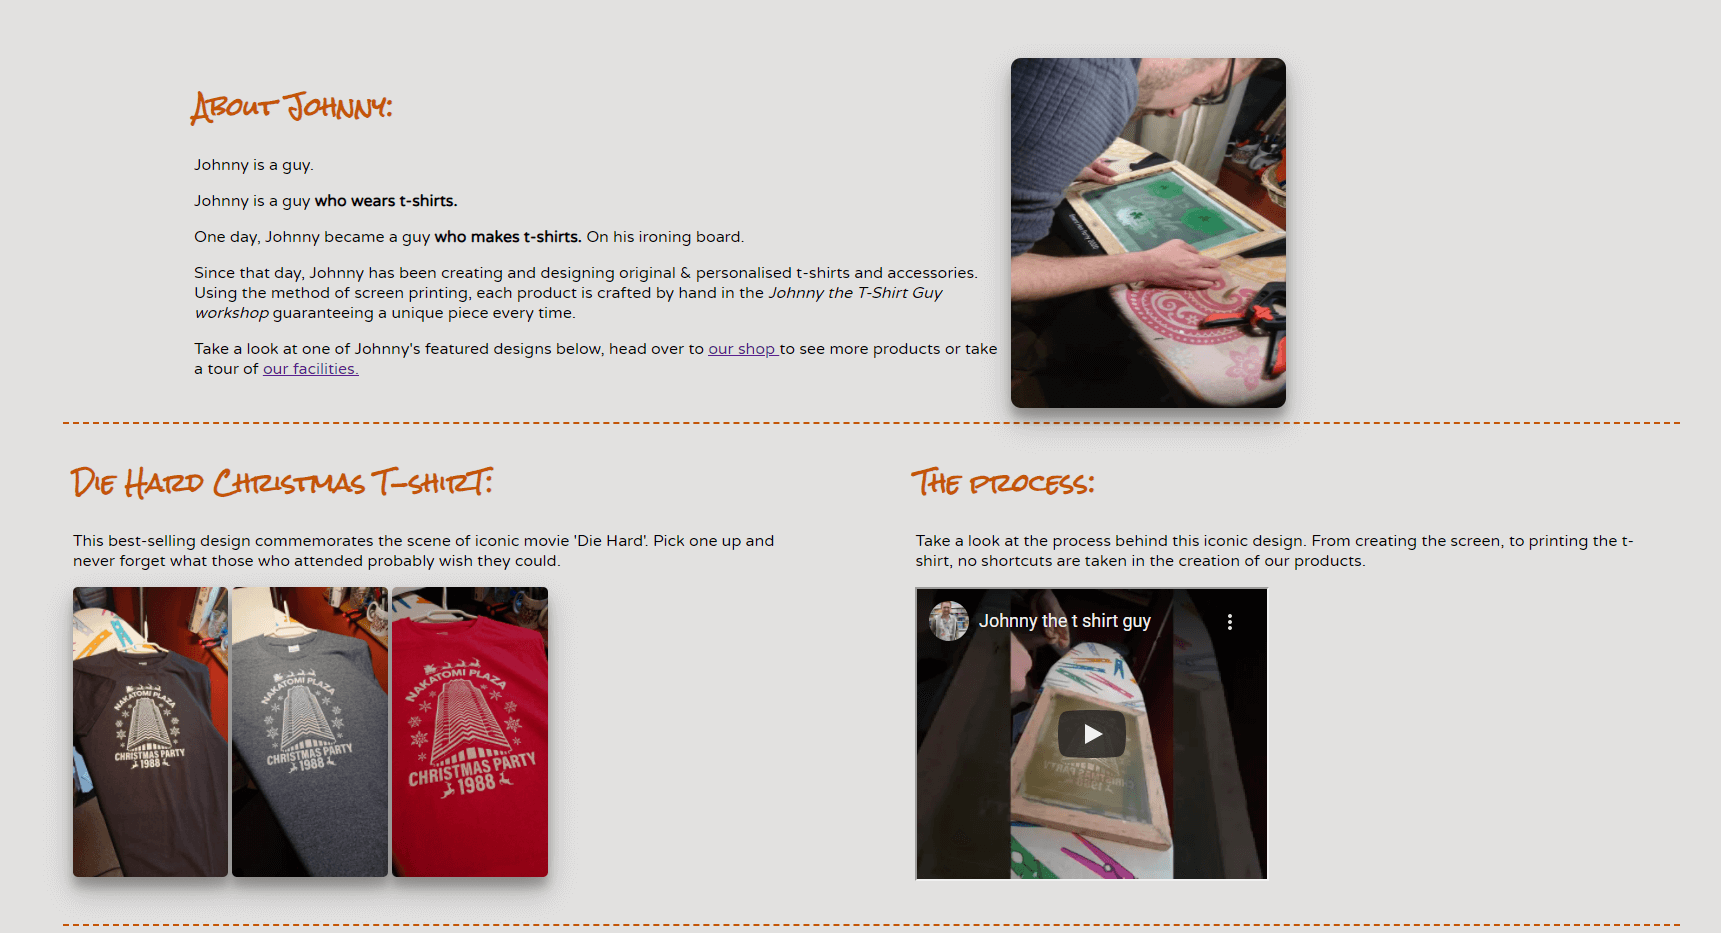 About Johnny:
Johnny is a guy.
Johnny is a guy who wears t-shirts.
One day, Johnny became a guy who makes t-shirts. On his ironing board.
Since that day, Johnny has been creating and designing original & personalised t-shirts and accessories.
Using the method of screen printing, each product is crafted by hand in the Johnny the T-Shirt Guy
workshop guaranteeing a unique piece every time.
Take a look at one of Johnny's featured designs below, head over to our shop to see more products or take
a tour of our facilities.
Die Hard Christmas T-shirt:
This best-selling design commemorates the scene of iconic movie 'Die Hard'. Pick one up and
never forget what those who attended probably wish they could.
NAKATOMI PLAZA
CHRISTMAS PARTY
1988
NAKATOMI PLAZA
CHRISTMAS PARTY
1988
NAKATOMI PLAZA
CHRISTMAS PARTY
1988
The process:
Take a look at the process behind this iconic design. From creating the screen, to printing the t-
shirt, no shortcuts are taken in the creation of our products.
Johnny the t shirt guy